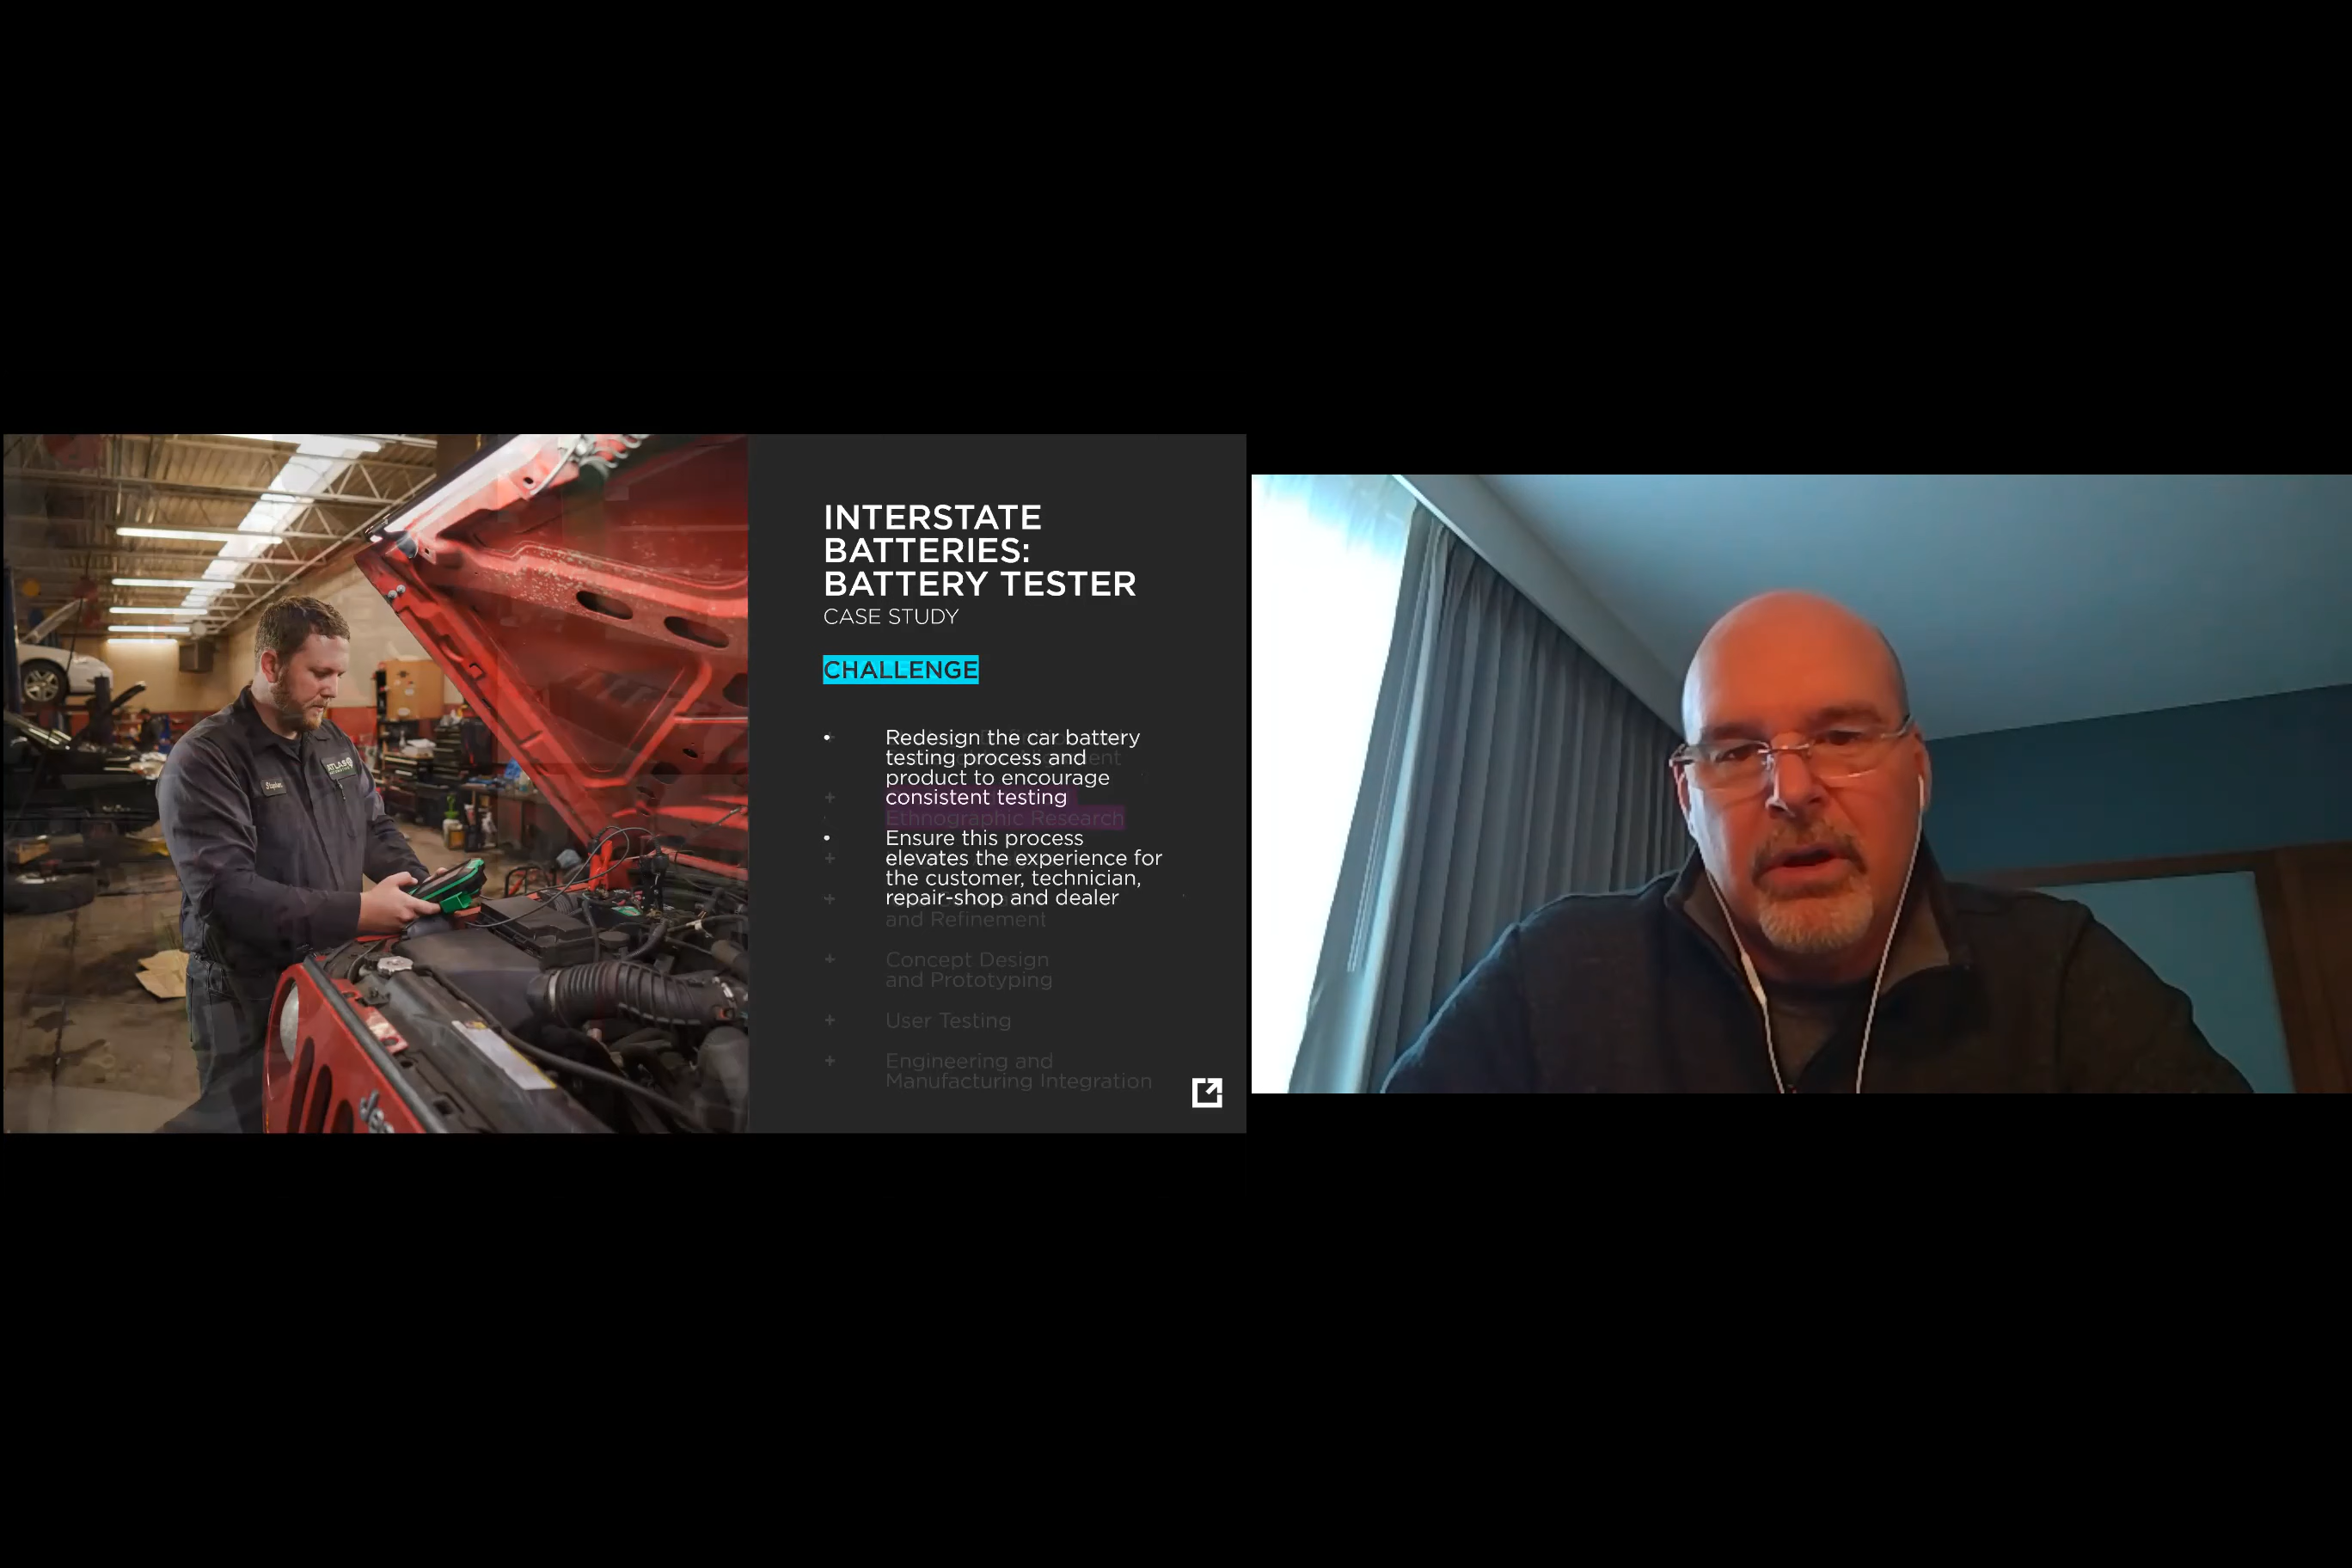 INTERSTATE
BATTERIES:
BATTERY TESTER
CASE STUDY
CHALLENGE
• Redesign the car battery
testing process and
product to encourage
+ consistent testing
Ethnographic Research
• Ensure this process
+ elevates the experience for
the customer, technician,
+ repair-shop and dealer
and Refinement
+ Concept Design
and Prototyping
+ User Testing
+ Engineering and
Manufacturing Integration
ATLAS
Stephen